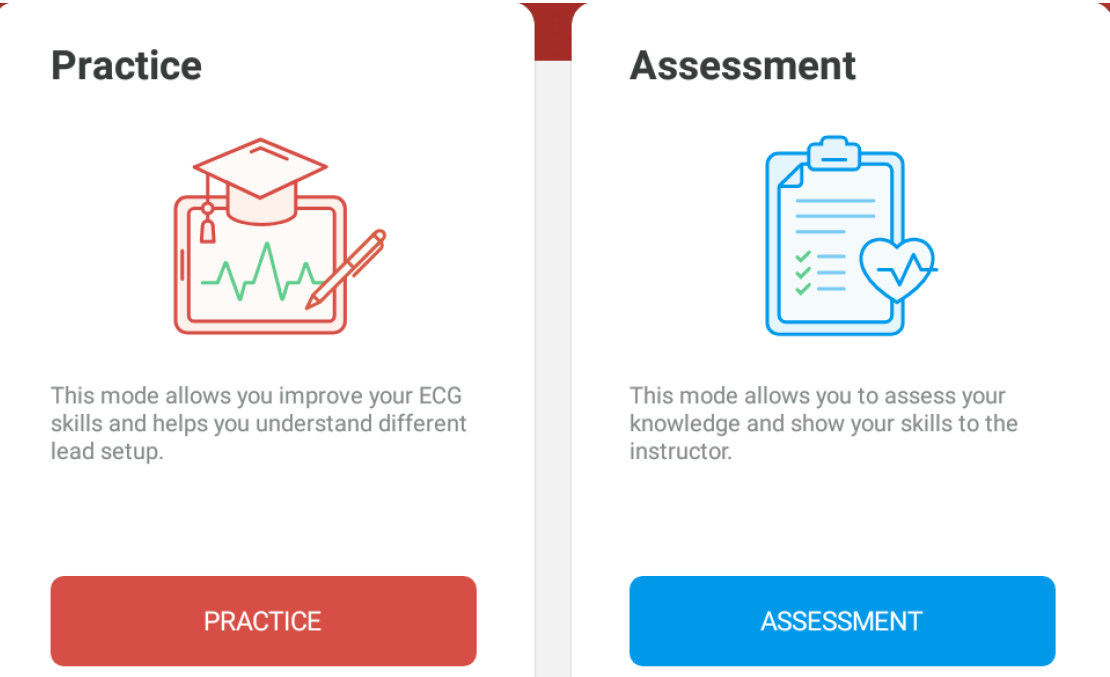 Practice
This mode allows you improve your ECG
skills and helps you understand different
lead setup.
PRACTICE
Assessment
This mode allows you to assess your
knowledge and show your skills to the
instructor.
ASSESSMENT